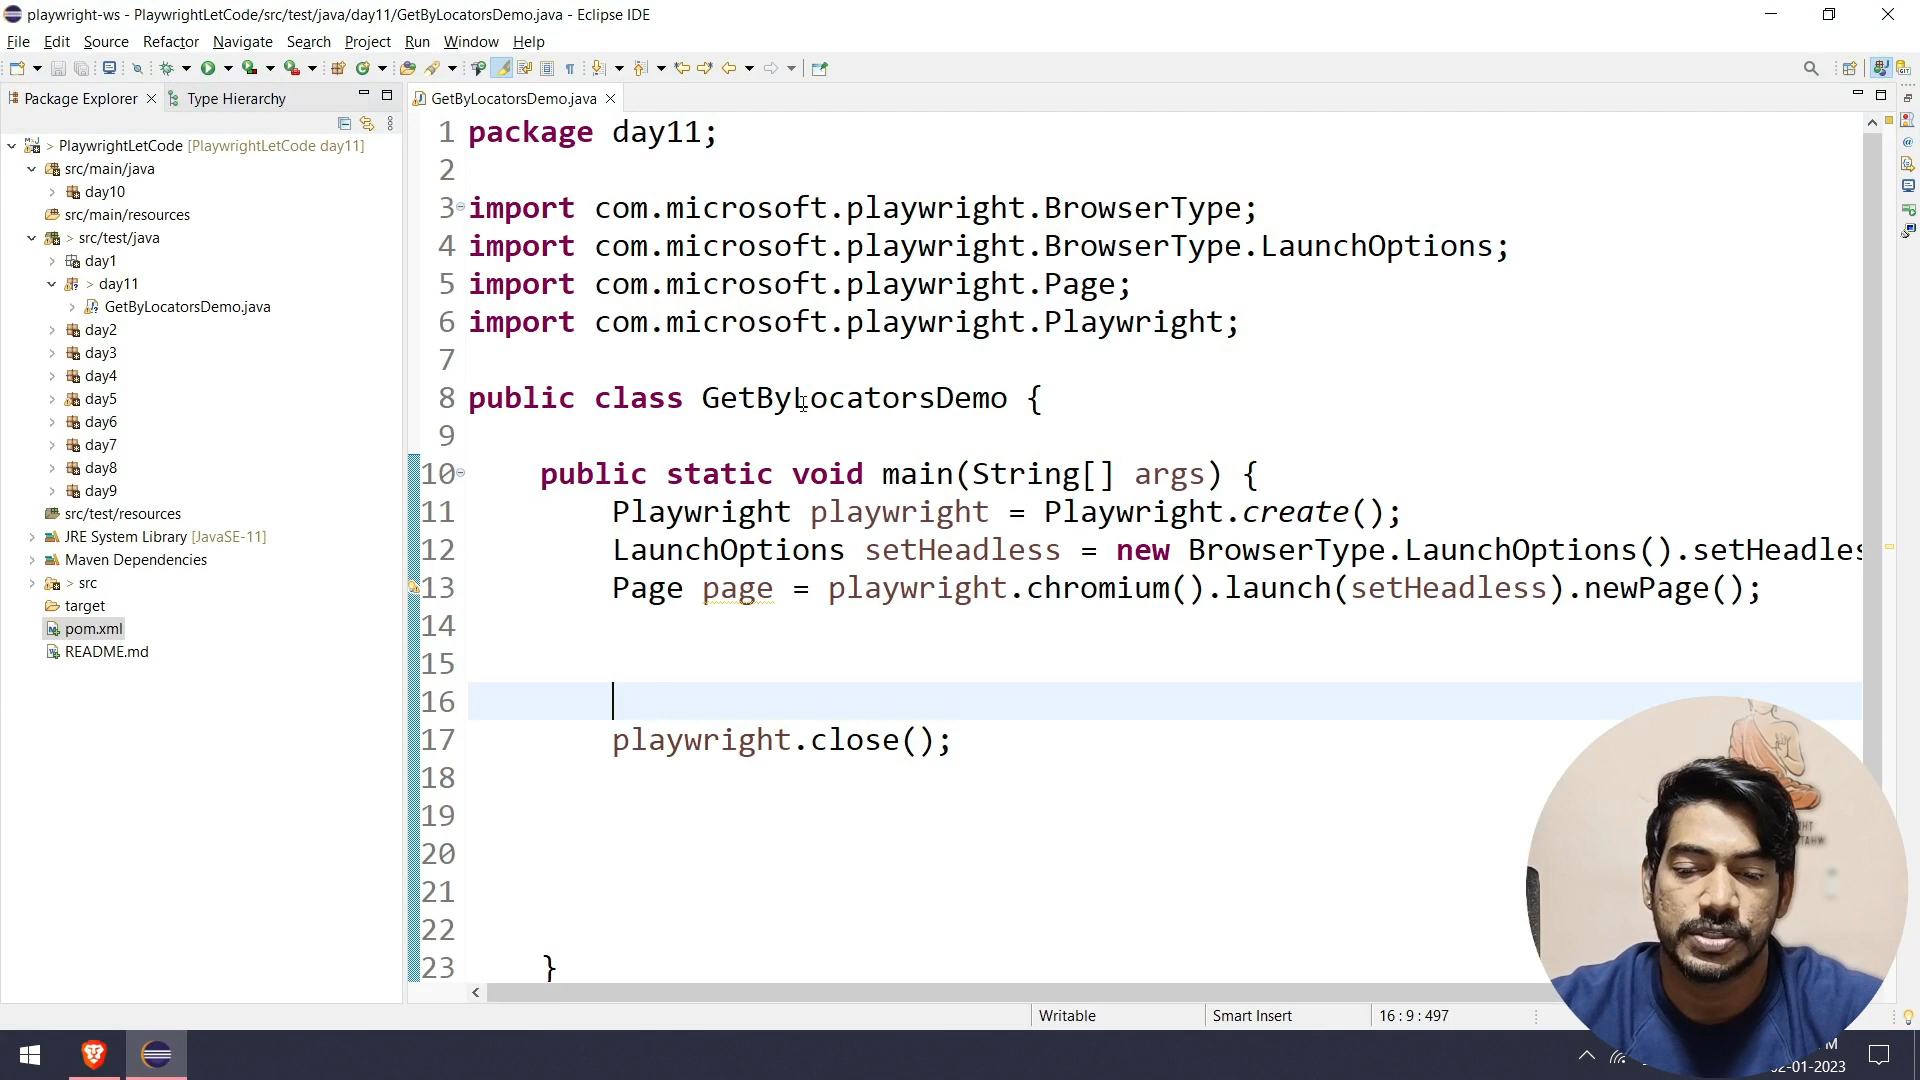 playwright-ws - PlaywrightLetCode/src/test/java/day11/GetByLocatorsDemo.java - Eclipse IDE
File Edit Source Refactor Navigate Search Project Run Window Help
Package Explorer Type Hierarchy
GetByLocatorsDemo.java
> PlaywrightLetCode [PlaywrightLetCode day11]
src/main/java
day10
src/main/resources
> src/test/java
day1
> day11
GetByLocatorsDemo.java
day2
day3
day4
day5
day6
day7
day8
day9
src/test/resources
JRE System Library [JavaSE-11]
Maven Dependencies
> src
target
pom.xml
README.md
1 package day11;
2
3 import com.microsoft.playwright.BrowserType;
4 import com.microsoft.playwright.BrowserType.LaunchOptions;
5 import com.microsoft.playwright.Page;
6 import com.microsoft.playwright.Playwright;
7
8 public class GetByLocatorsDemo {
9
10 public static void main(String[] args) {
11 Playwright playwright = Playwright.create();
12 LaunchOptions setHeadless = new BrowserType.LaunchOptions().setHeadles
13 Page page = playwright.chromium().launch(setHeadless).newPage();
14
15
16
17 playwright.close();
18
19
20
21
22
23 }
Writable Smart Insert 16 : 9 : 497
02-01-2023